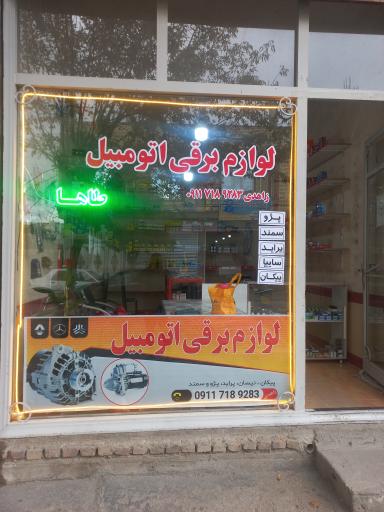 لوازم برقی اتومبیل
زاهدی ۰۹۱۱ ۷۱۸ ۹۲۸۳
طاها
پژو
سمند
پراید
سایپا
پیکان
لوازم برقی اتومبیل
پیکان، نیسان، پراید، پژو و سمند
0911 718 9283